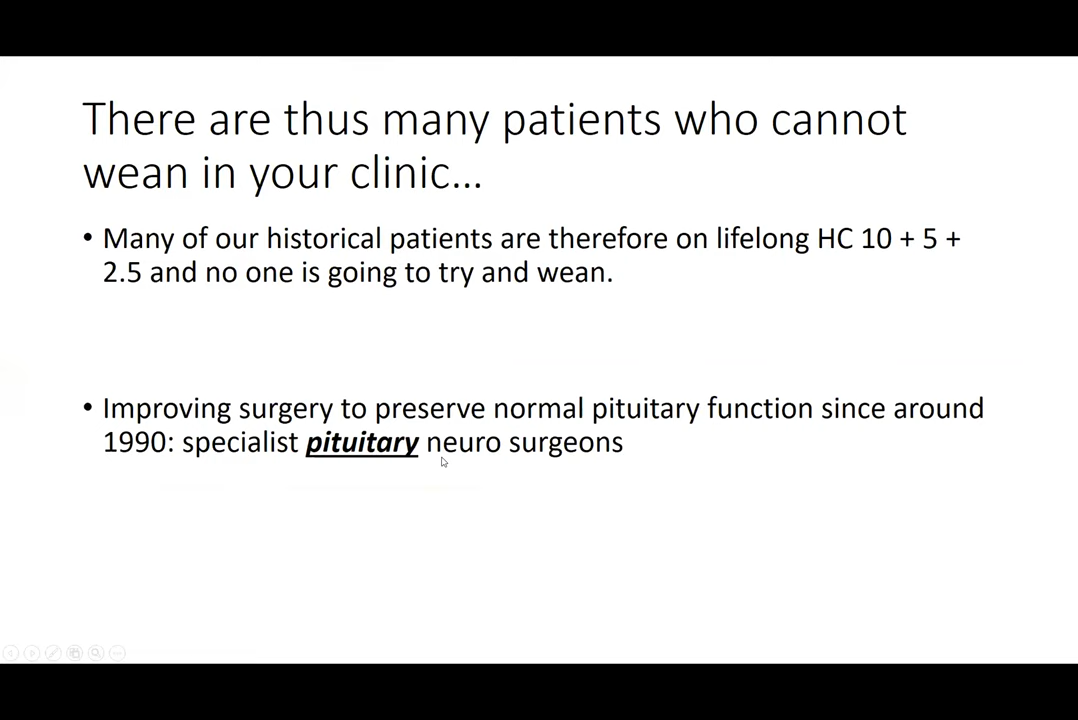 There are thus many patients who cannot
wean in your clinic…
• Many of our historical patients are therefore on lifelong HC 10 + 5 +
2.5 and no one is going to try and wean.
• Improving surgery to preserve normal pituitary function since around
1990: specialist pituitary neuro surgeons